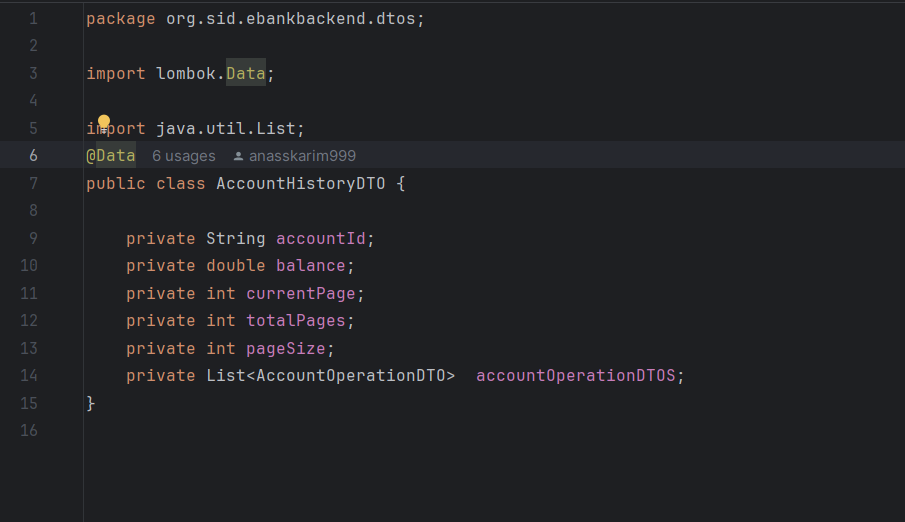 1 package org.sid.ebankbackend.dtos;
2
3 import lombok.Data;
4
5 import java.util.List;
6 @Data 6 usages anasskarim999
7 public class AccountHistoryDTO {
8
9 private String accountId;
10 private double balance;
11 private int currentPage;
12 private int totalPages;
13 private int pageSize;
14 private List<AccountOperationDTO>  accountOperationDTOS;
15 }
16